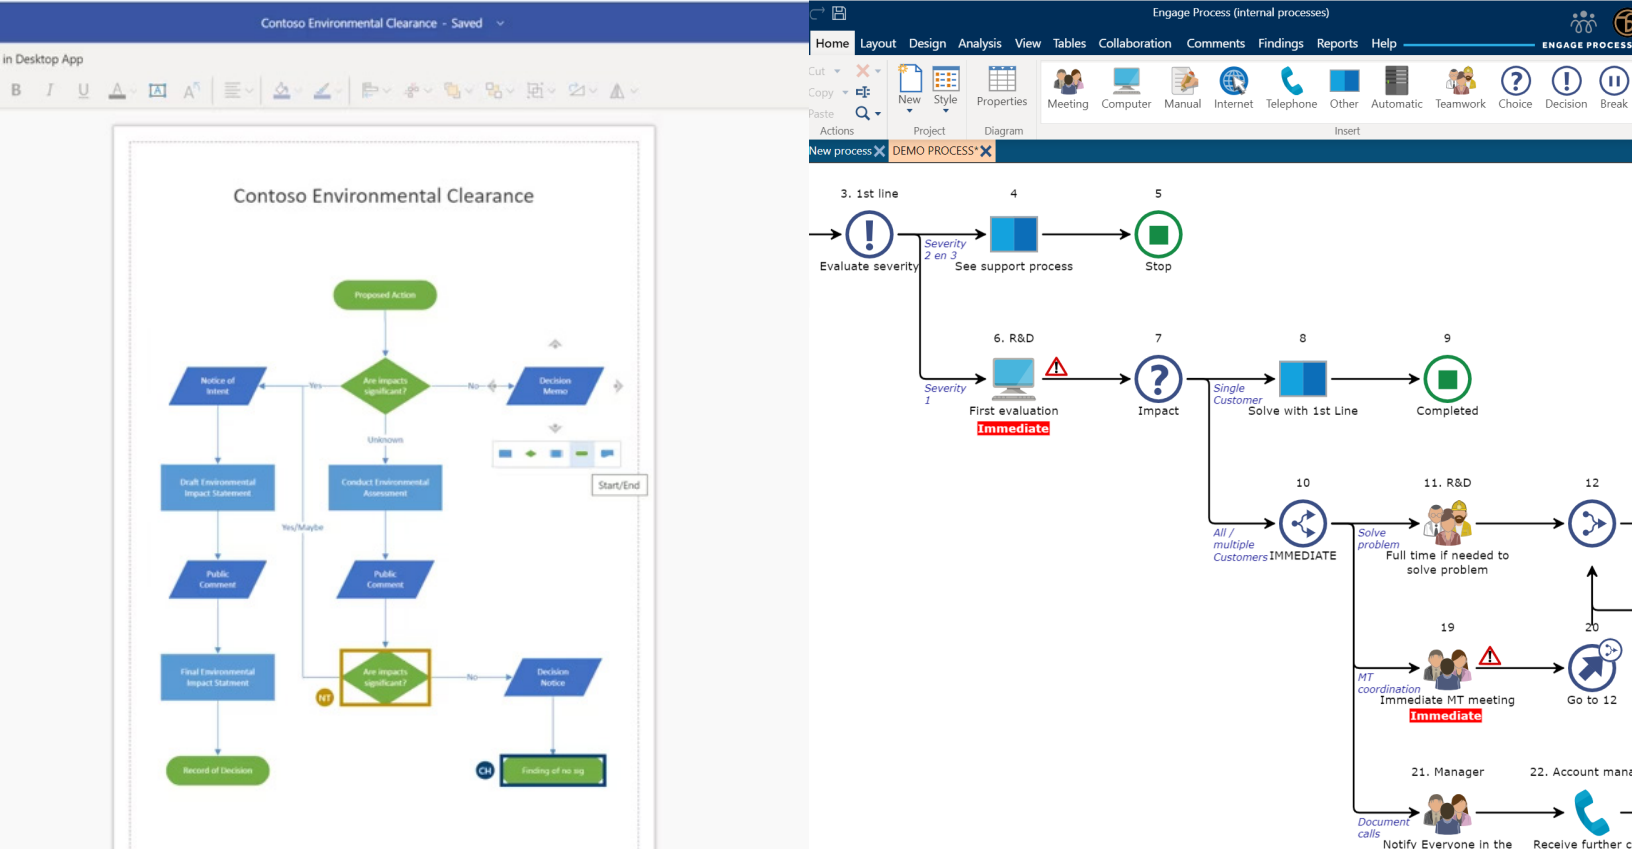 Contoso Environmental Clearance - Saved
in Desktop App
B I U A A
Contoso Environmental Clearance
Proposed Action
Notice of
Intent
Yes
Are impacts
significant?
No
Decision
Memo
Unknown
Start/End
Draft Environmental
Impact Statement
Conduct Environmental
Assessment
Yes/Maybe
Public
Comment
Public
Comment
Final Environmental
Impact Statment
Are impacts
significant?
No
Decision
Notice
NT
Record of Decision
CH
Finding of no sig
Engage Process (internal processes)
ENGAGE PROCESS
Home Layout Design Analysis View Tables Collaboration Comments Findings Reports Help
Cut
Copy
Paste
Actions
New
Style
Project
Properties
Diagram
Meeting Computer Manual Internet Telephone Other Automatic Teamwork Choice Decision Break
Insert
New process
DEMO PROCESS*
3. 1st line
Evaluate severity
Severity
2 en 3
4
See support process
5
Stop
Severity
1
6. R&D
First evaluation
Immediate
7
Impact
Single
Customer
8
Solve with 1st Line
9
Completed
All /
multiple
Customers
10
IMMEDIATE
Solve
problem
11. R&D
Full time if needed to
solve problem
12
MT
coordination
19
Immediate MT meeting
Immediate
20
Go to 12
Document
calls
21. Manager
Notify Everyone in the
22. Account mana
Receive further c